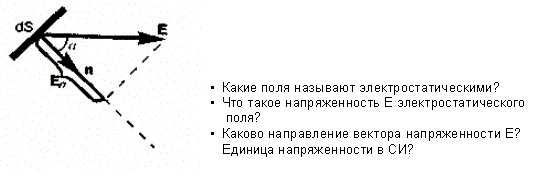 dS
E
α
n
En
• Какие поля называют электростатическими?
• Что такое напряженность Е электростатического
поля?
• Каково направление вектора напряженности Е?
Единица напряженности в СИ?